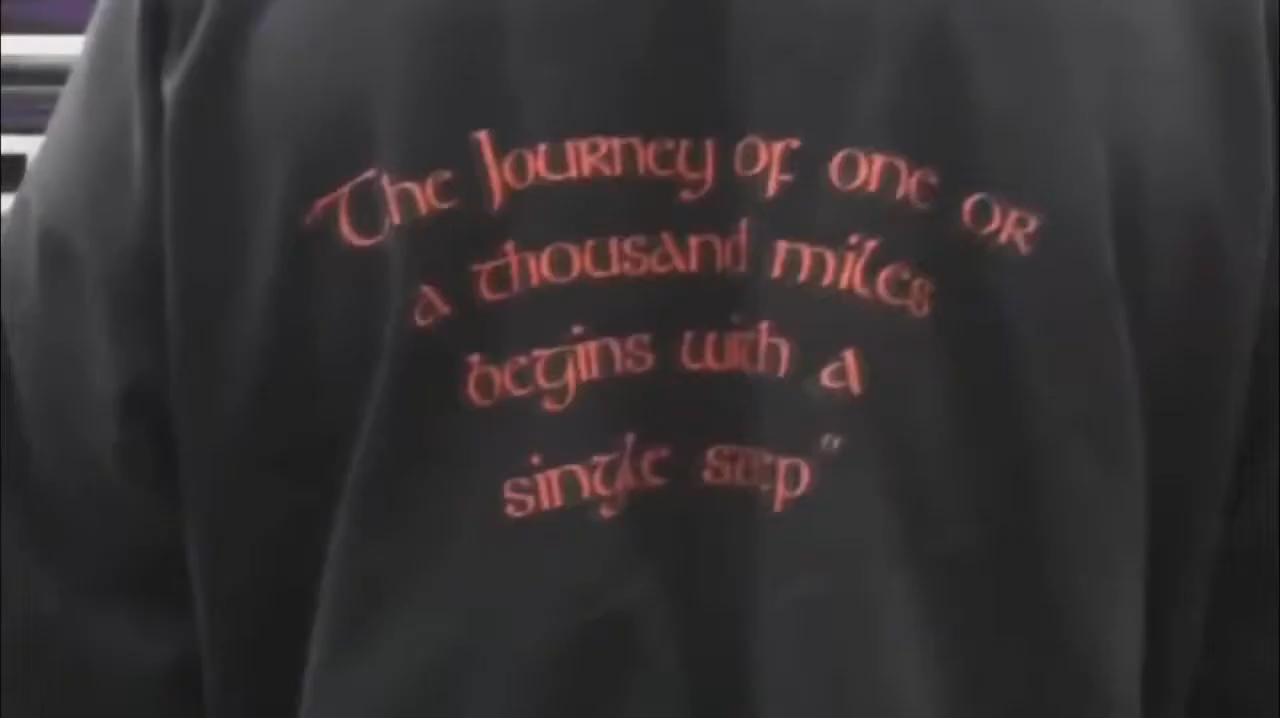 The Journey of one or
a thousand miles
begins with a
single step"